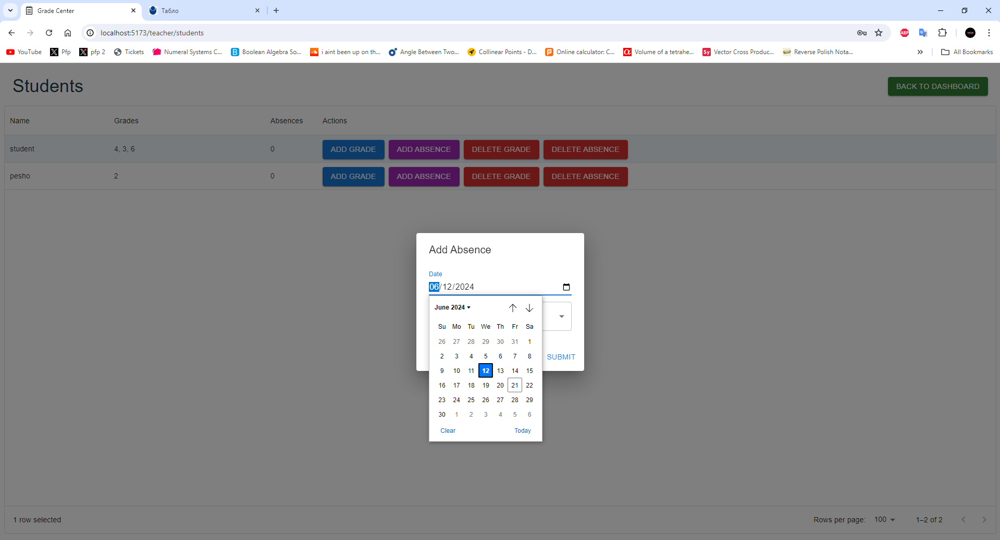 Grade Center
Табло
localhost:5173/teacher/students
YouTube Pfp pfp 2 Tickets Numeral Systems C... Boolean Algebra So... i aint been up on th... Angle Between Two... Collinear Points - D... Online calculator: C... Volume of a tetrahe... Vector Cross Produc... Reverse Polish Nota... All Bookmarks
Students
BACK TO DASHBOARD
Name Grades Absences Actions
student 4, 3, 6 0 ADD GRADE ADD ABSENCE DELETE GRADE DELETE ABSENCE
pesho 2 0 ADD GRADE ADD ABSENCE DELETE GRADE DELETE ABSENCE
Add Absence
Date
06/12/2024
June 2024
Su Mo Tu We Th Fr Sa
26 27 28 29 30 31 1
2 3 4 5 6 7 8
9 10 11 12 13 14 15
16 17 18 19 20 21 22
23 24 25 26 27 28 29
30 1 2 3 4 5 6
Clear Today
SUBMIT
1 row selected
Rows per page: 100 1–2 of 2